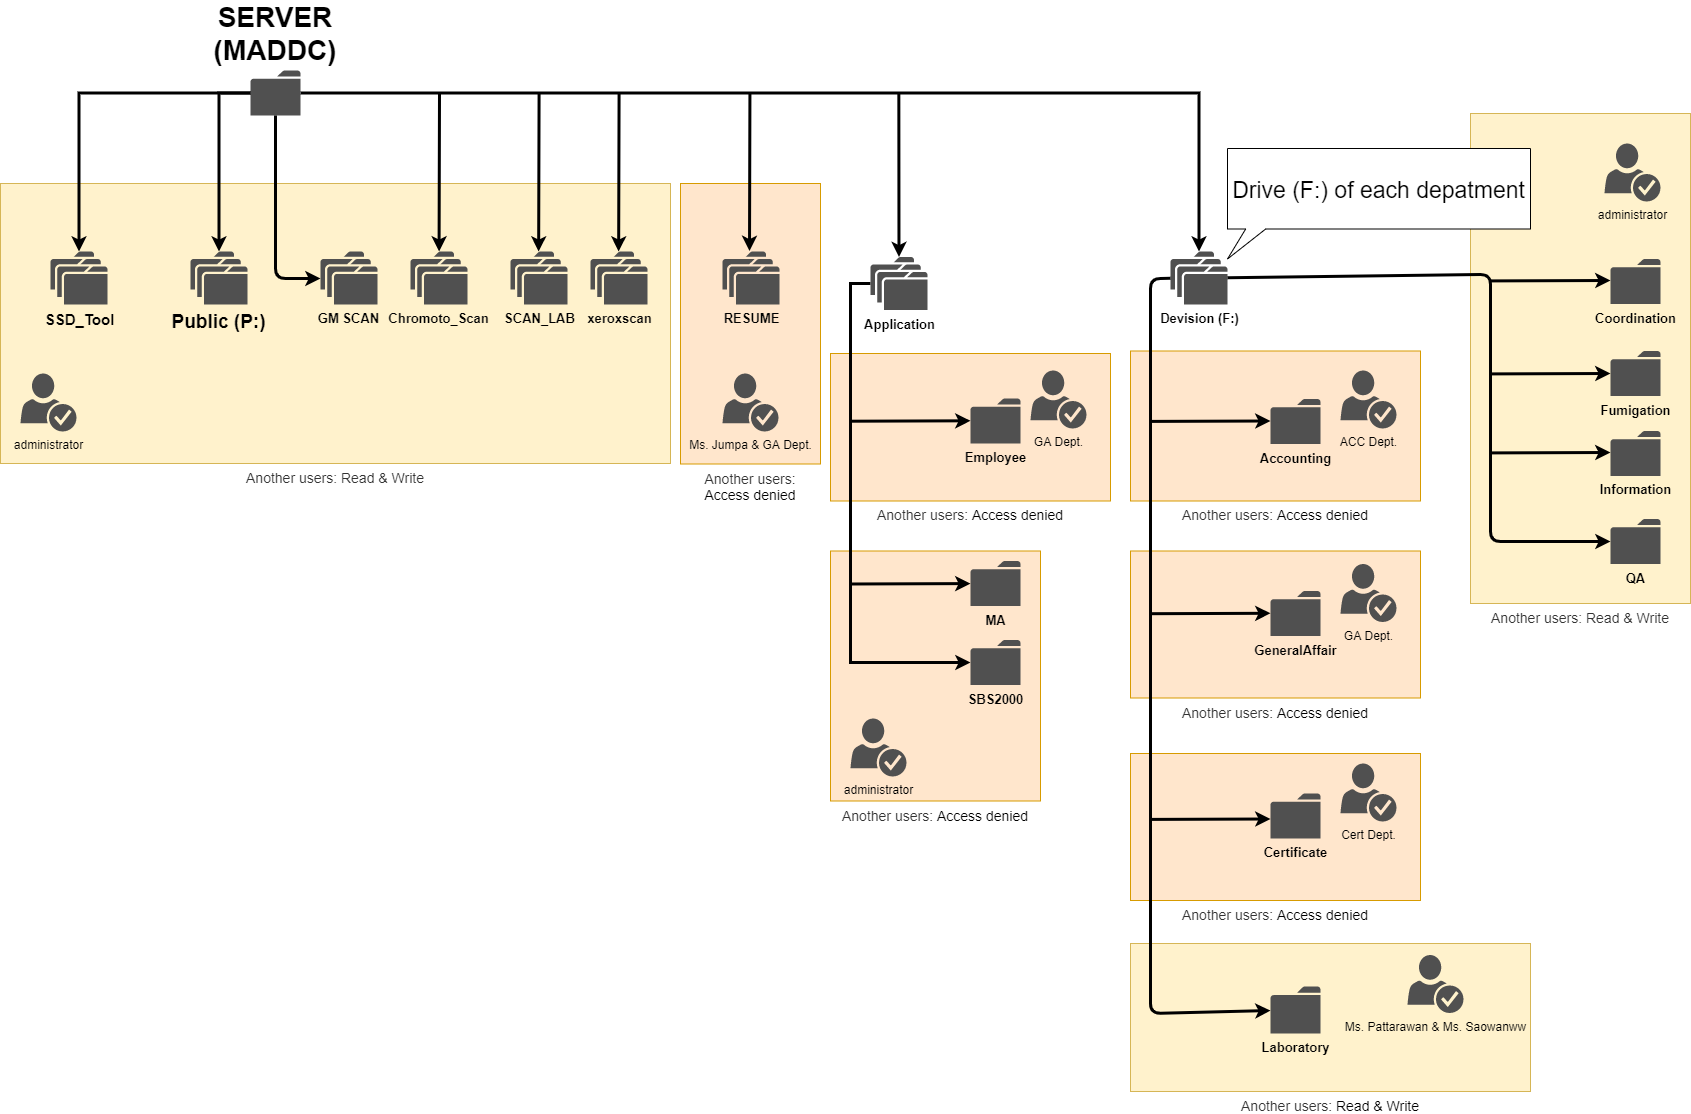 SERVER
(MADDC)
Drive (F:) of each depatment
administrator
SSD_Tool
Public (P:)
GM SCAN
Chromoto_Scan
SCAN_LAB
xeroxscan
RESUME
Application
Devision (F:)
Coordination
administrator
Another users: Read & Write
Ms. Jumpa & GA Dept.
Another users:
Access denied
Employee
GA Dept.
Another users: Access denied
MA
SBS2000
administrator
Another users: Access denied
Accounting
ACC Dept.
Another users: Access denied
GeneralAffair
GA Dept.
Another users: Access denied
Certificate
Cert Dept.
Another users: Access denied
Laboratory
Ms. Pattarawan & Ms. Saowanww
Another users: Read & Write
Fumigation
Information
QA
Another users: Read & Write